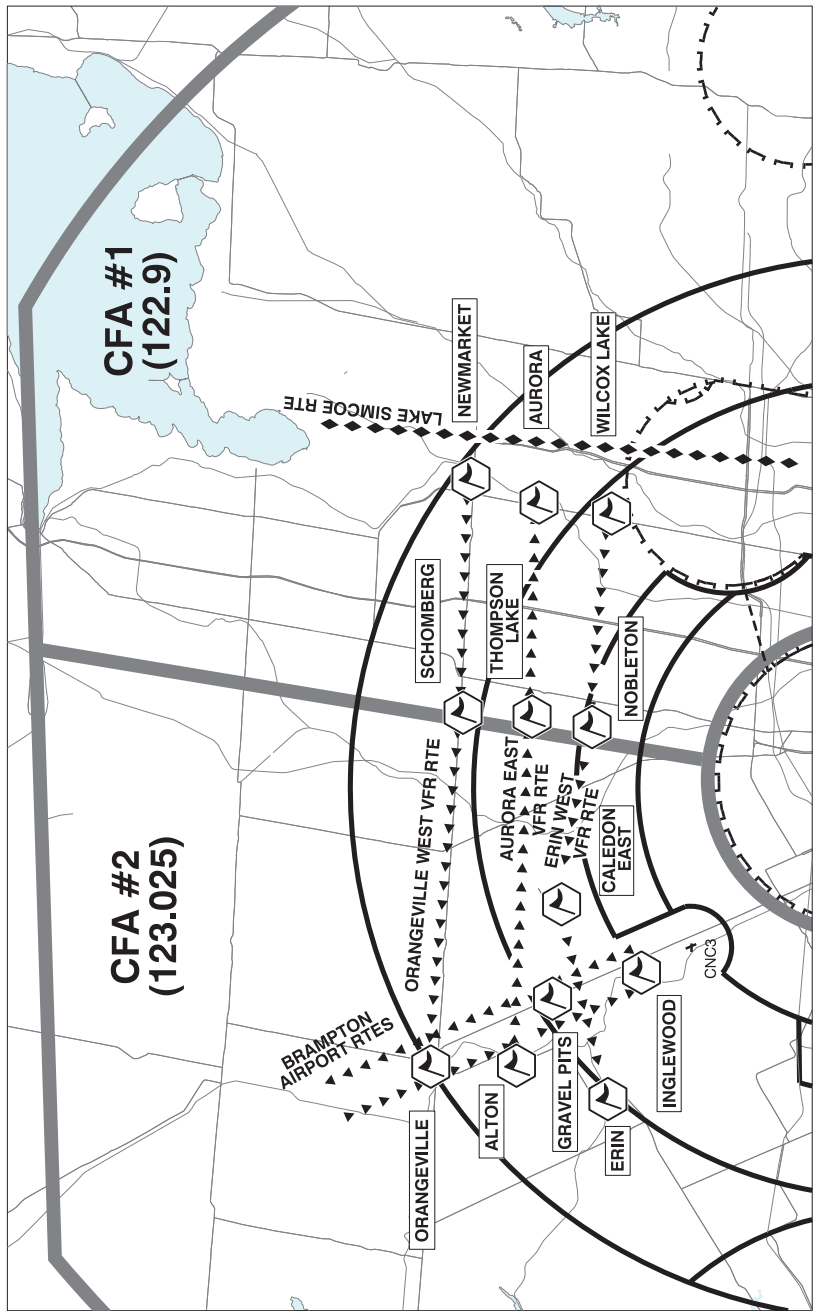 CFA #1
(122.9)
CFA #2
(123.025)
LAKE SIMCOE RTE
NEWMARKET
AURORA
WILCOX LAKE
SCHOMBERG
THOMPSON
LAKE
NOBLETON
ORANGEVILLE WEST VFR RTE
AURORA EAST
VFR RTE
ERIN WEST
VFR RTE
CALEDON
EAST
BRAMPTON
AIRPORT RTES
CNC3
ORANGEVILLE
ALTON
GRAVEL PITS
ERIN
INGLEWOOD